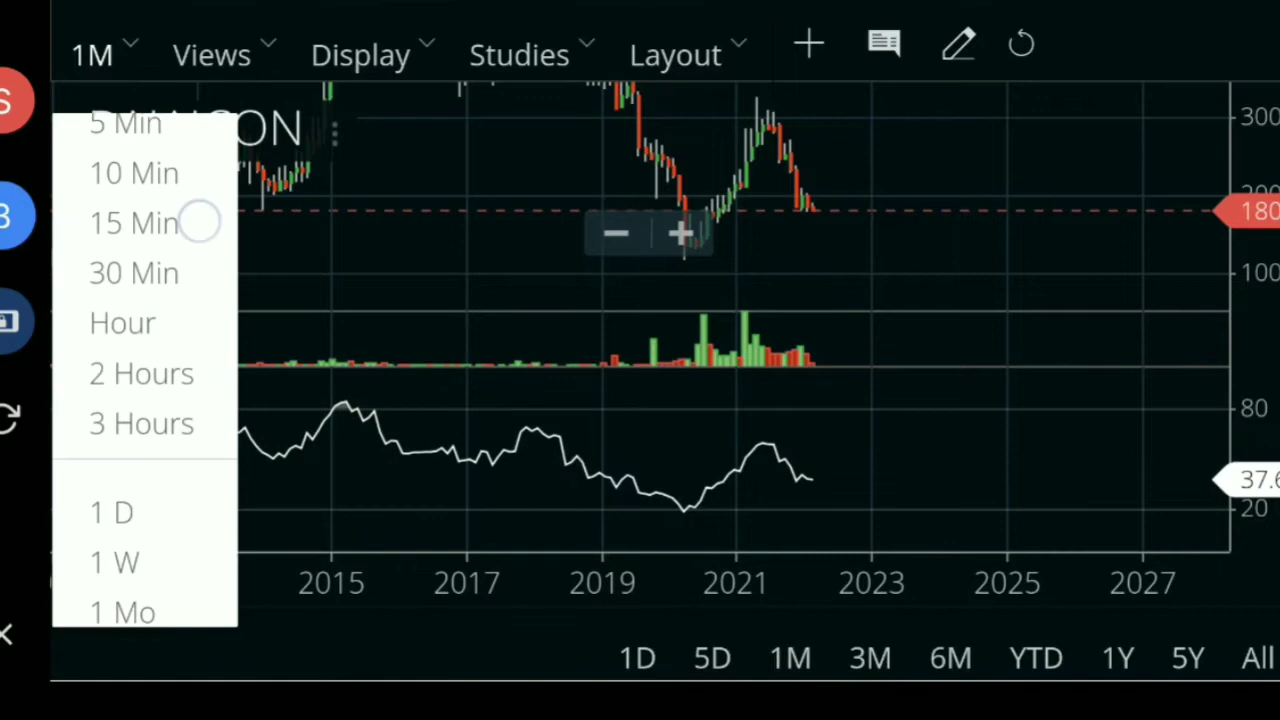 1M Views Display Studies Layout
5 Min
10 Min
15 Min
30 Min
Hour
2 Hours
3 Hours
1 D
1 W
1 Mo
300
180
100
80
37.6
20
2015 2017 2019 2021 2023 2025 2027
1D 5D 1M 3M 6M YTD 1Y 5Y All